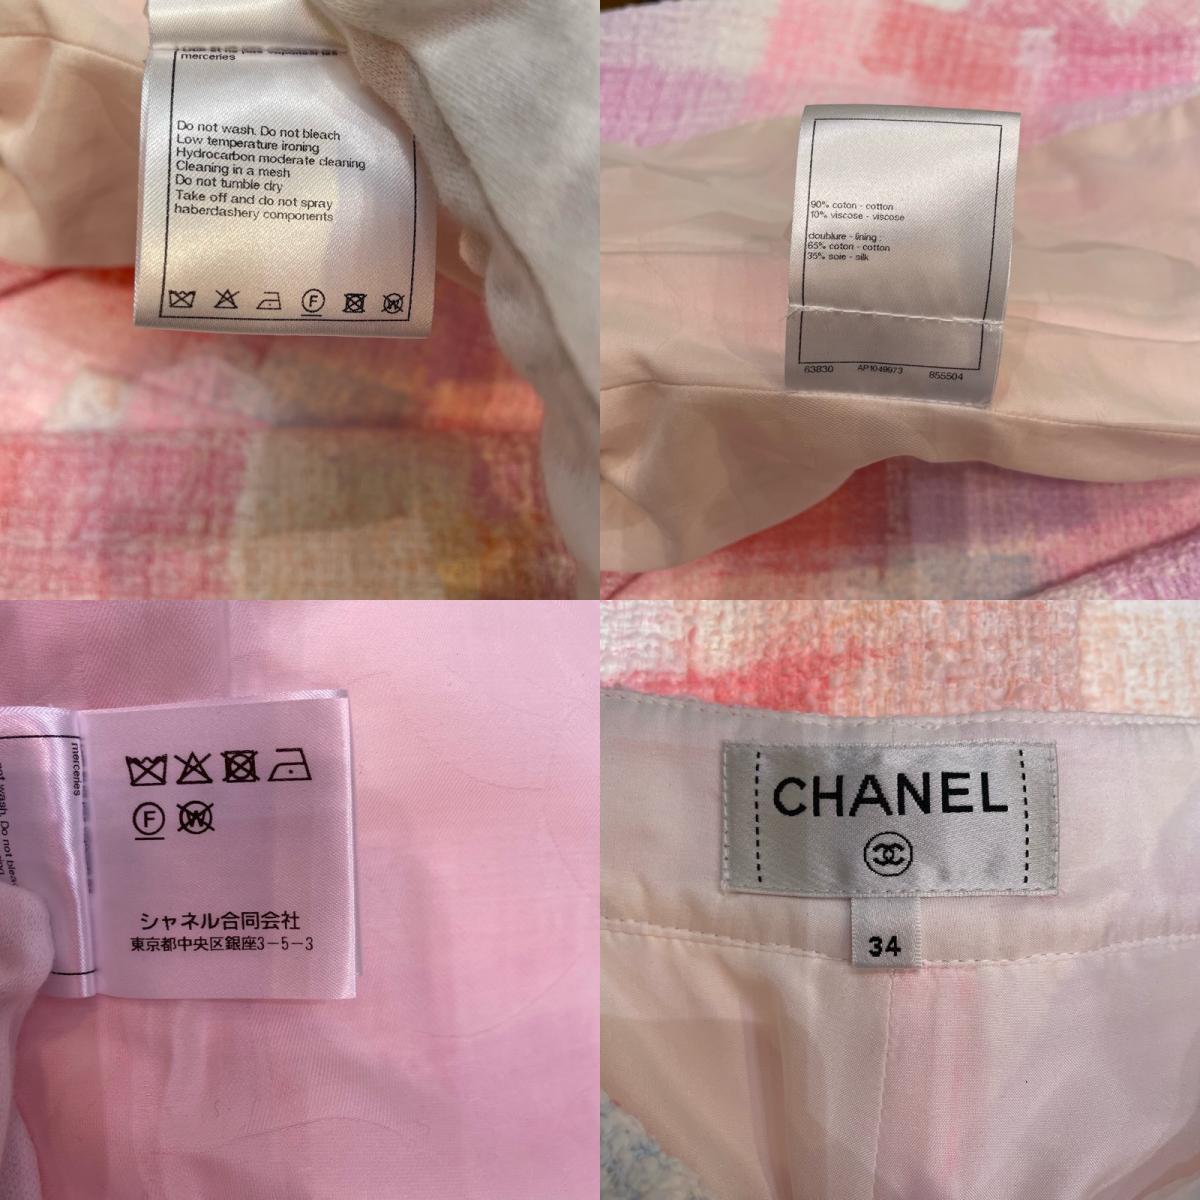 merceries
Do not wash. Do not bleach
Low temperature ironing
Hydrocarbon moderate cleaning
Cleaning in a mesh
Do not tumble dry
Take off and do not spray
haberdashery components
F
W
90% coton - cotton
10% viscose - viscose
doublure - lining :
65% coton - cotton
35% soie - silk
63830 AP1049973 855504
merceries
F
W
シャネル合同会社
東京都中央区銀座3-5-3
CHANEL
34